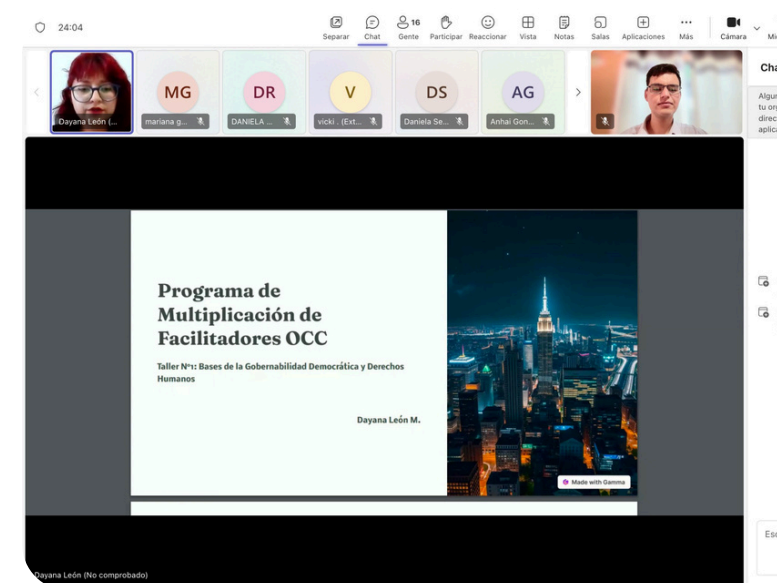 24:04
Separar
Chat
16
Gente
Participar
Reaccionar
Vista
Notas
Salas
Aplicaciones
Más
Cámara
Dayana León (...
MG
mariana g...
DR
DANIELA ...
V
vicki . (Ext...
DS
Daniela Se...
AG
Anhai Gon...
Programa de
Multiplicación de
Facilitadores OCC
Taller N°1: Bases de la Gobernabilidad Democrática y Derechos
Humanos
Dayana León M.
Made with Gamma
Dayana León (No comprobado)